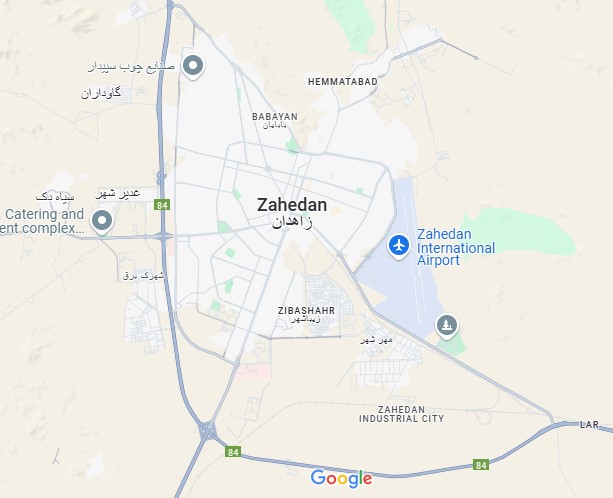 صنایع چوب سپیدار
HEMMATABAD
گاوداران
BABAYAN
بابایان
غدیر شهر
سیاه دک
Zahedan
زاهدان
84
Catering and
ent complex...
Zahedan
International
Airport
شهرک برق
ZIBASHAHR
زیباشهر
مهر شهر
ZAHEDAN
INDUSTRIAL CITY
LAR
84
84
Google